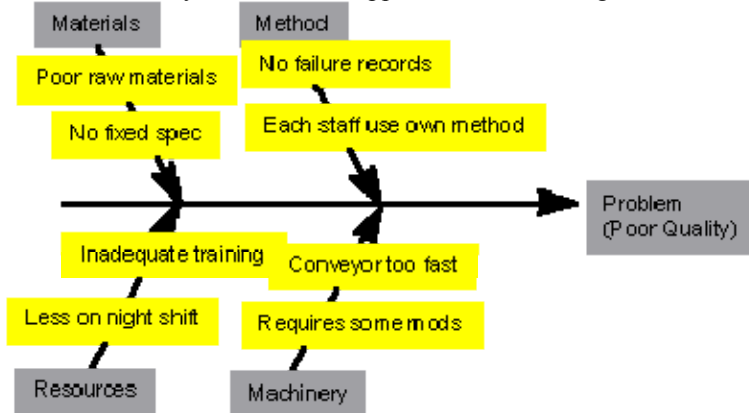 Materials
Method
Poor raw materials
No failure records
No fixed spec
Each staff use own method
Problem
(Poor Quality)
Inadequate training
Conveyor too fast
Less on night shift
Requires some mods
Resources
Machinery